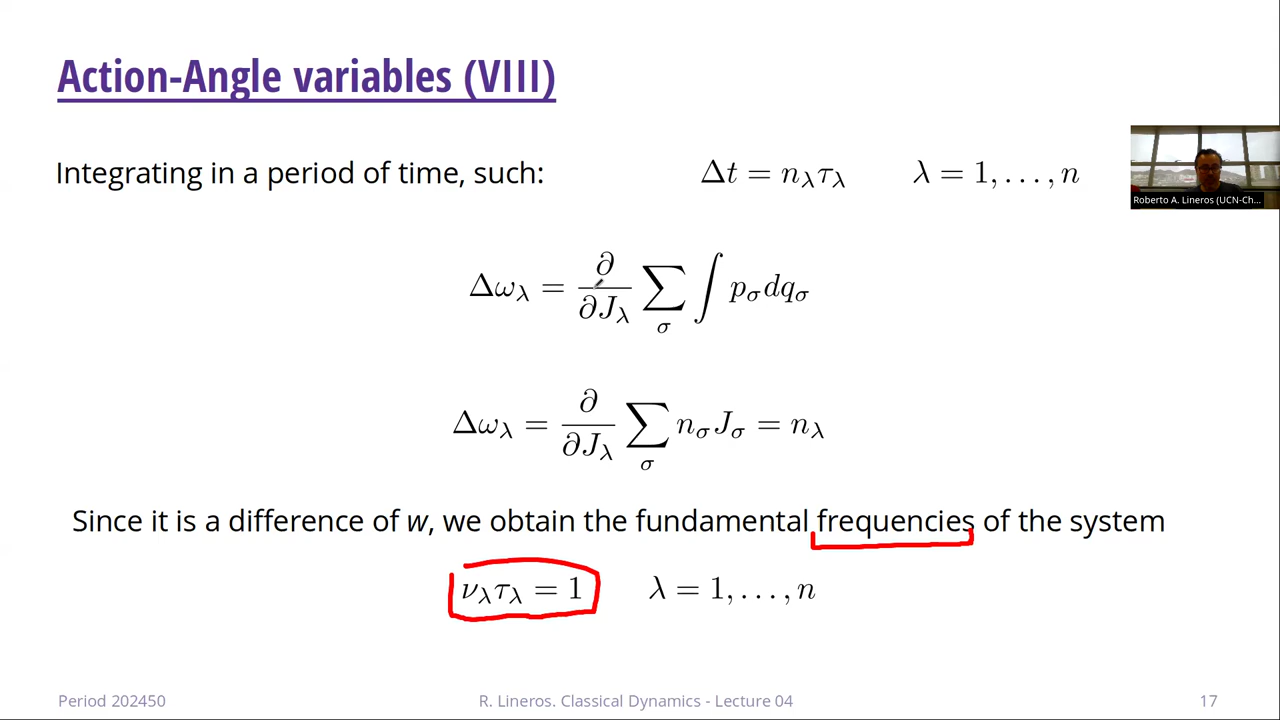 Action-Angle variables (VIII)
Integrating in a period of time, such: Δt = n_λ τ_λ λ = 1, . . . , n
Roberto A. Lineros (UCN-Ch...
Δω_λ = ∂/∂J_λ ∑_σ ∫ p_σ dq_σ
Δω_λ = ∂/∂J_λ ∑_σ n_σ J_σ = n_λ
Since it is a difference of w, we obtain the fundamental frequencies of the system
ν_λ τ_λ = 1 λ = 1, . . . , n
Period 202450 R. Lineros. Classical Dynamics - Lecture 04 17